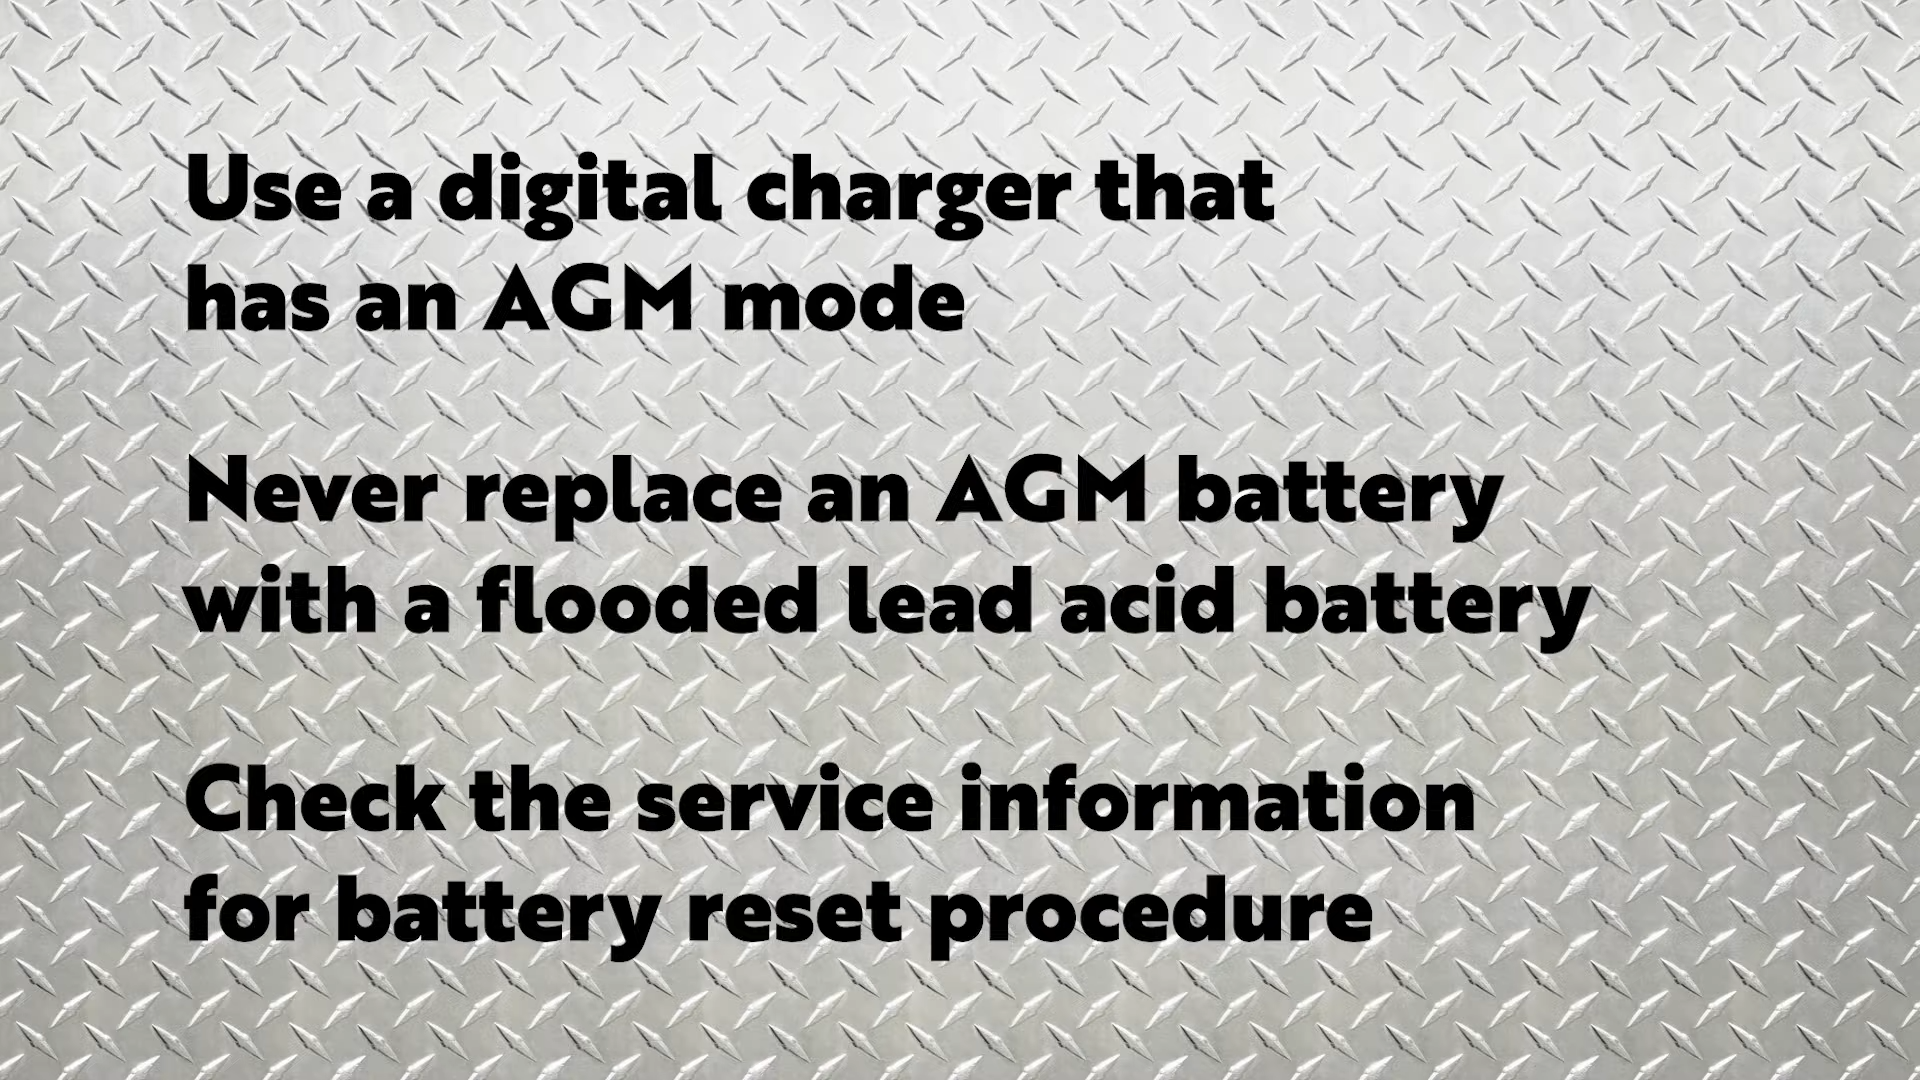 Use a digital charger that
has an AGM mode
Never replace an AGM battery
with a flooded lead acid battery
Check the service information
for battery reset procedure